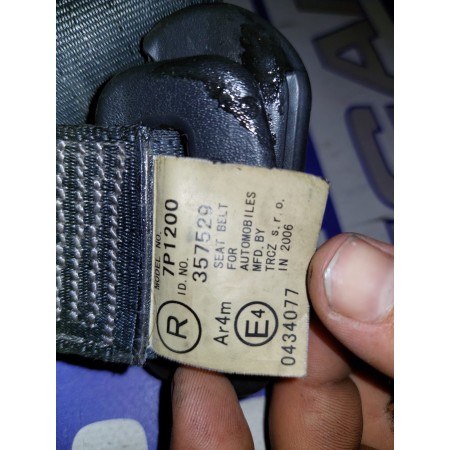 MODEL NO.
7P1200
ID. NO.
357529
SEAT BELT
FOR
AUTOMOBILES
MFD. BY
TRCZ s.r.o.
IN 2006
R
Ar4m
E4
0434077